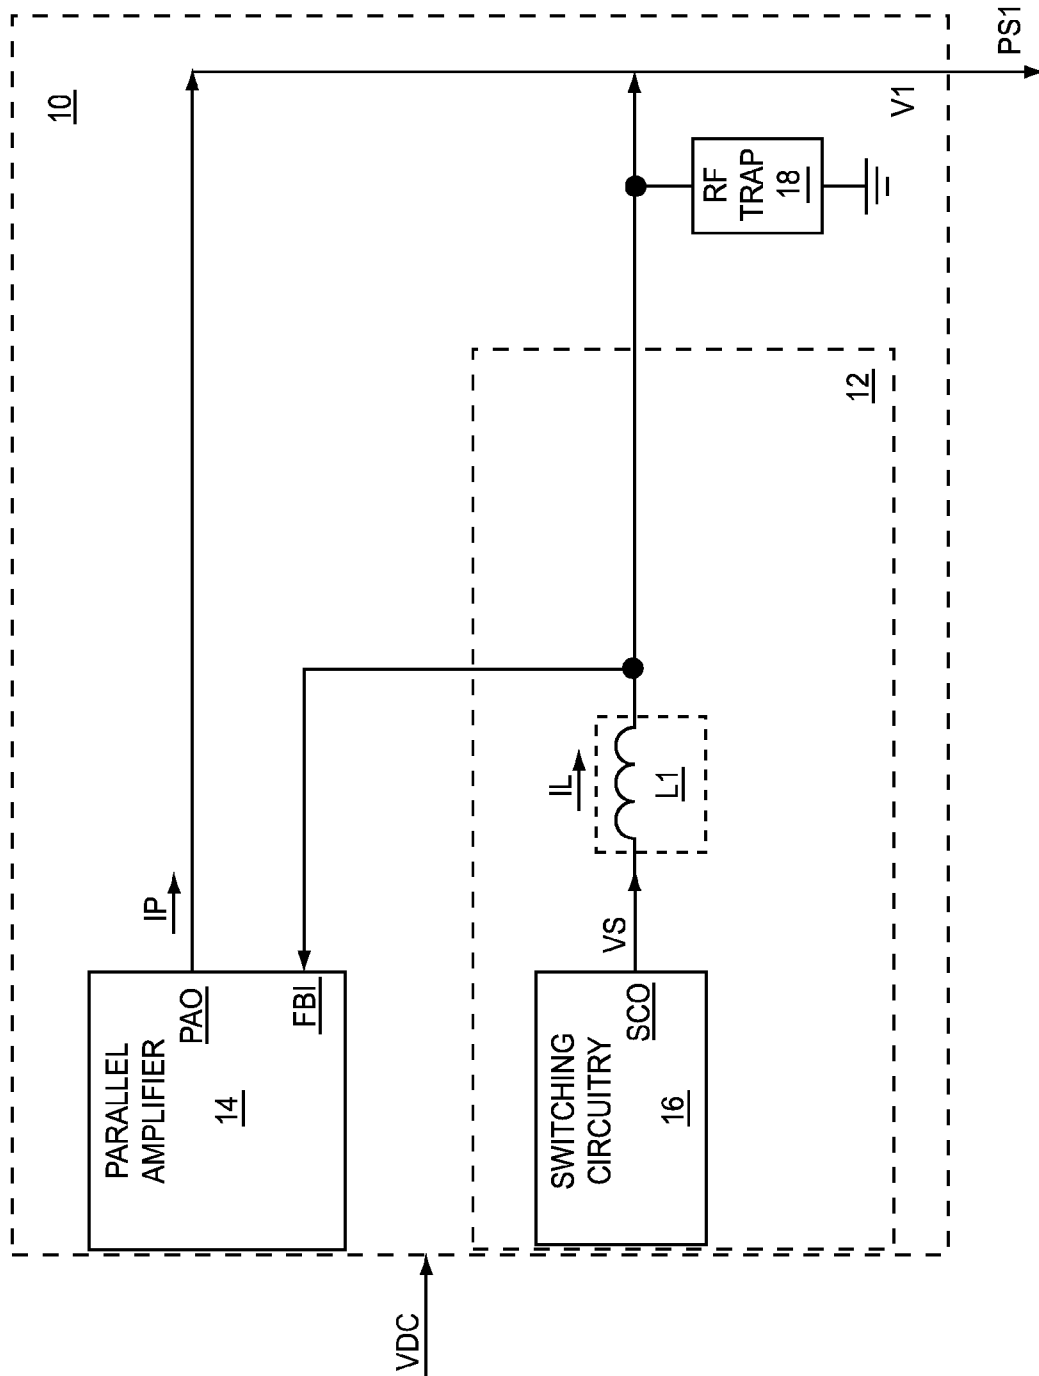 10
PS1
V1
RF
TRAP
18
12
IP
IL
L1
VS
PARALLEL
AMPLIFIER
14
PAO
FBI
SWITCHING
CIRCUITRY
16
SCO
VDC